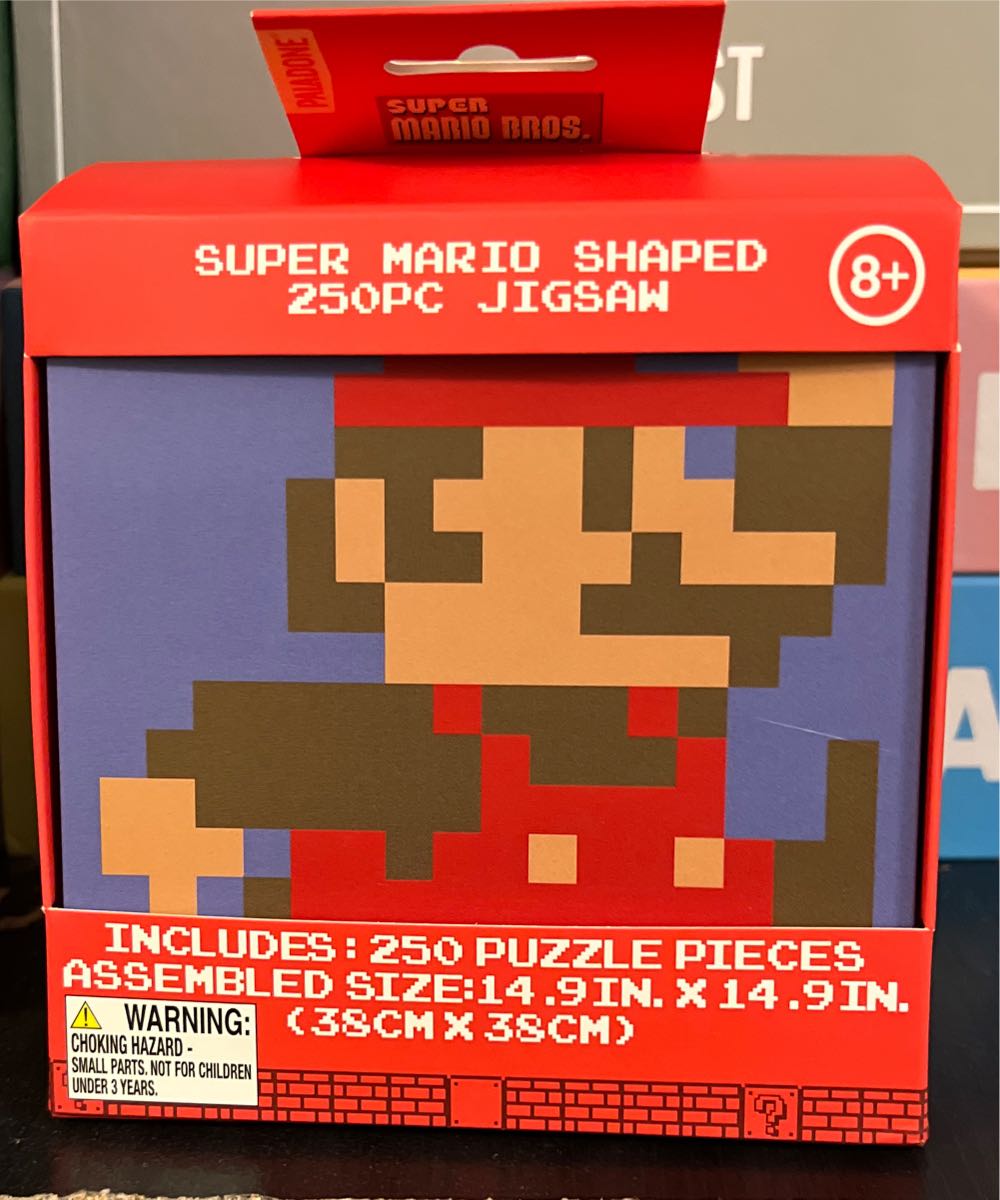 PALADONE
SUPER
MARIO BROS.
ST
SUPER MARIO SHAPED
250PC JIGSAW
8+
A
INCLUDES: 250 PUZZLE PIECES
ASSEMBLED SIZE:14.9IN. X 14.9IN.
(38CM X 38CM)
WARNING:
CHOKING HAZARD -
SMALL PARTS. NOT FOR CHILDREN
UNDER 3 YEARS.
?